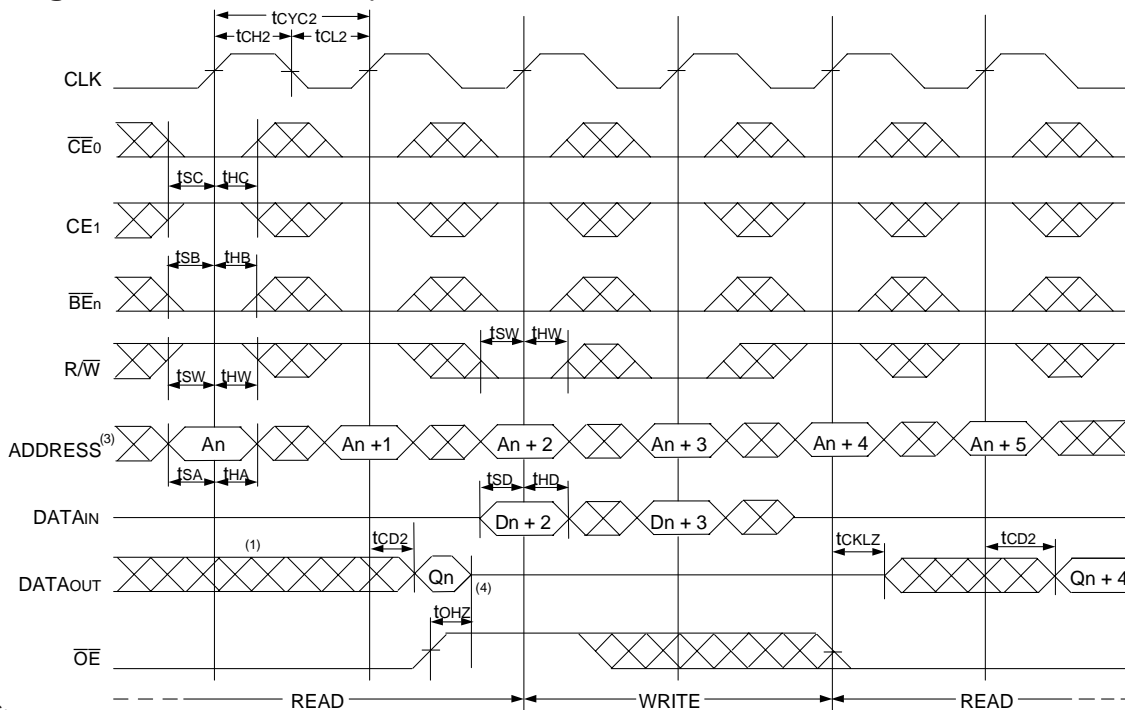 tCYC2
tCH2 tCL2
CLK
CE0
tSC tHC
CE1
tSB tHB
BEn
tSW tHW
R/W
tSW tHW
ADDRESS(3) An An +1 An + 2 An + 3 An + 4 An + 5
tSA tHA
tSD tHD
DATAIN Dn + 2 Dn + 3
(1) tCD2 tCKLZ tCD2
DATAOUT Qn (4) Qn + 4
tOHZ
OE
READ WRITE READ